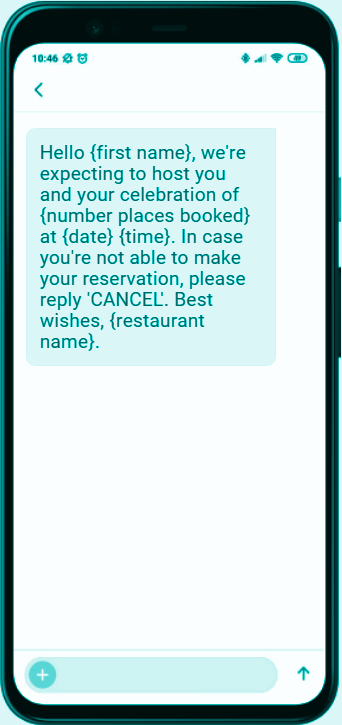 10:46
Hello {first name}, we're
expecting to host you
and your celebration of
{number places booked}
at {date} {time}. In case
you're not able to make
your reservation, please
reply 'CANCEL'. Best
wishes, {restaurant
name}.